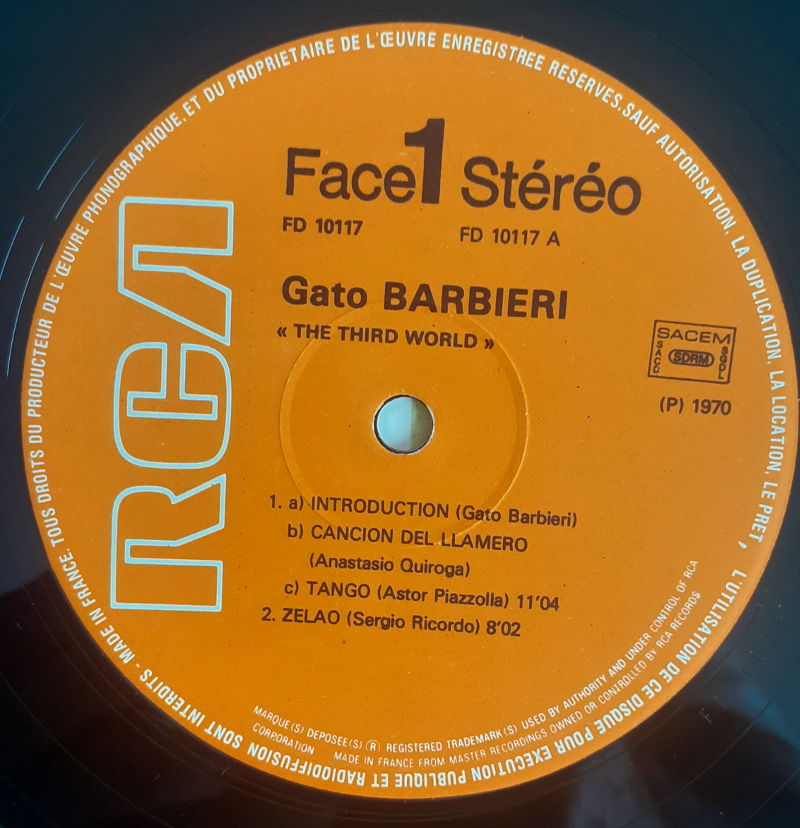 Face 1 Stéréo
FD 10117
FD 10117 A
Gato BARBIERI
« THE THIRD WORLD »
SACEM
SACD
SDRM
SGDL
(P) 1970
RCA
1. a) INTRODUCTION (Gato Barbieri)
b) CANCION DEL LLAMERO
(Anastasio Quiroga)
c) TANGO (Astor Piazzolla) 11'04
2. ZELAO (Sergio Ricordo) 8'02
MARQUE(S) DEPOSEE(S) ® REGISTERED TRADEMARK(S) USED BY AUTHORITY AND UNDER CONTROL OF RCA
CORPORATION MADE IN FRANCE FROM MASTER RECORDINGS OWNED OR CONTROLLED BY RCA RECORDS
MADE IN FRANCE. TOUS DROITS DU PRODUCTEUR DE L'ŒUVRE PHONOGRAPHIQUE, ET DU PROPRIETAIRE DE L'ŒUVRE ENREGISTREE RESERVES. SAUF AUTORISATION, LA DUPLICATION, LA LOCATION, LE PRET, L'UTILISATION DE CE DISQUE POUR EXECUTION PUBLIQUE ET RADIODIFFUSION SONT INTERDITS -